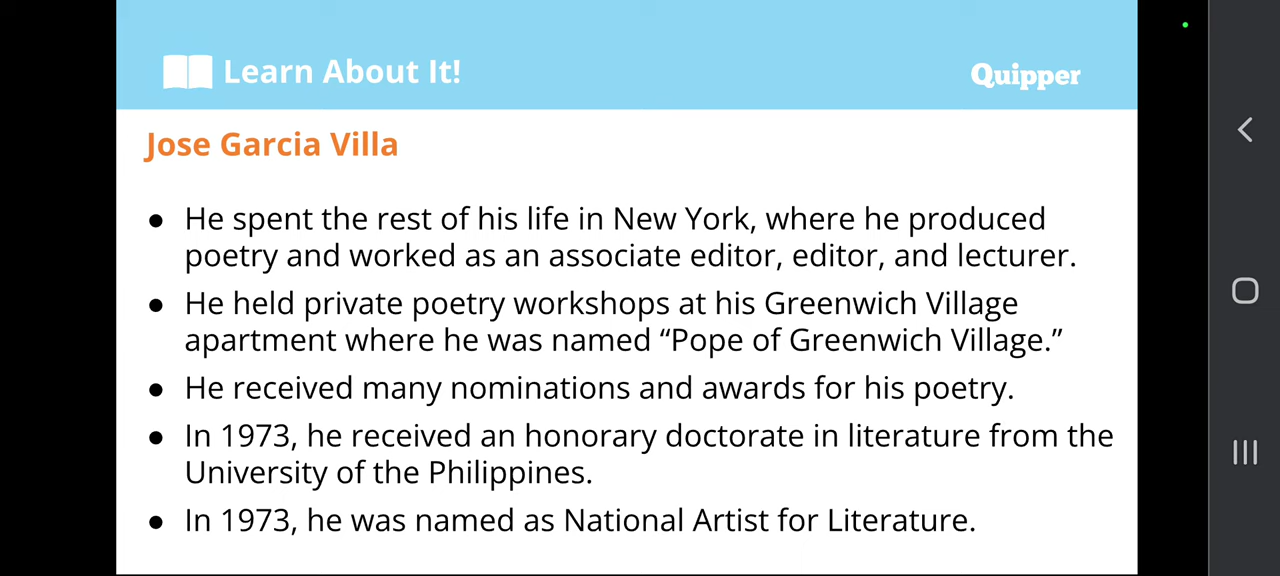 Learn About It!
Quipper
Jose Garcia Villa
● He spent the rest of his life in New York, where he produced
poetry and worked as an associate editor, editor, and lecturer.
● He held private poetry workshops at his Greenwich Village
apartment where he was named “Pope of Greenwich Village.”
● He received many nominations and awards for his poetry.
● In 1973, he received an honorary doctorate in literature from the
University of the Philippines.
● In 1973, he was named as National Artist for Literature.